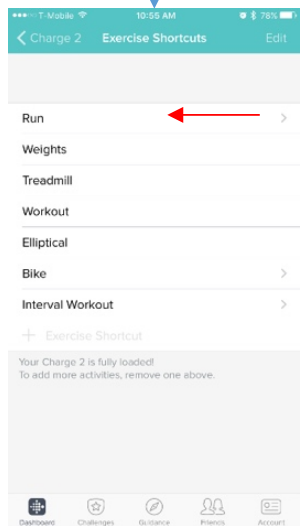 T-Mobile 10:55 AM 78%
Charge 2 Exercise Shortcuts Edit
Run
Weights
Treadmill
Workout
Elliptical
Bike
Interval Workout
+ Exercise Shortcut
Your Charge 2 is fully loaded!
To add more activities, remove one above.
Dashboard Challenges Guidance Friends Account